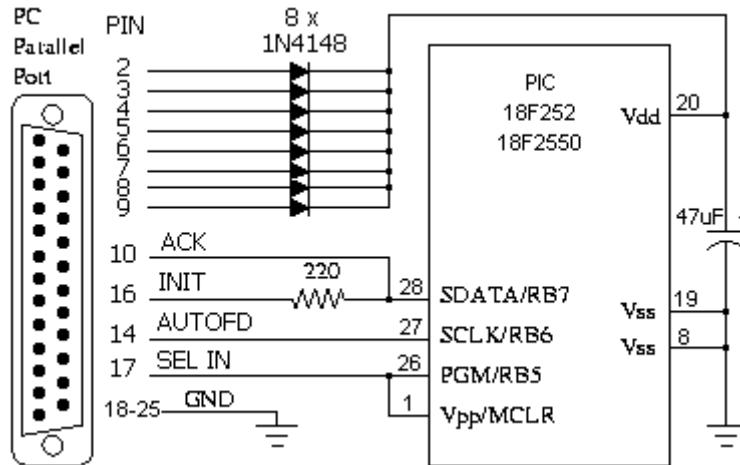 PC
Parallel
Port
PIN
8 x
1N4148
2
3
4
5
6
7
8
9
10 ACK
16 INIT
220
14 AUTOFD
17 SEL IN
18-25 GND
PIC
18F252
18F2550
Vdd 20
47uF
28 SDATA/RB7
27 SCLK/RB6
26 PGM/RB5
1 Vpp/MCLR
Vss 19
Vss 8